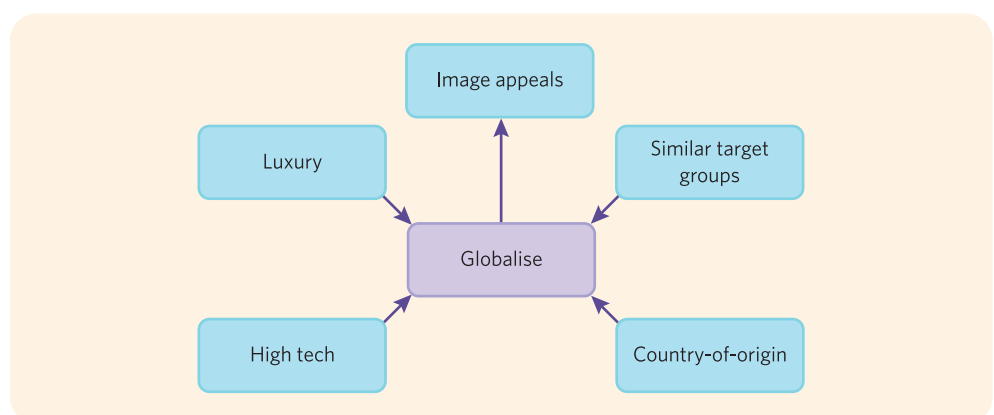 Image appeals
Luxury
Similar target
groups
Globalise
High tech
Country-of-origin